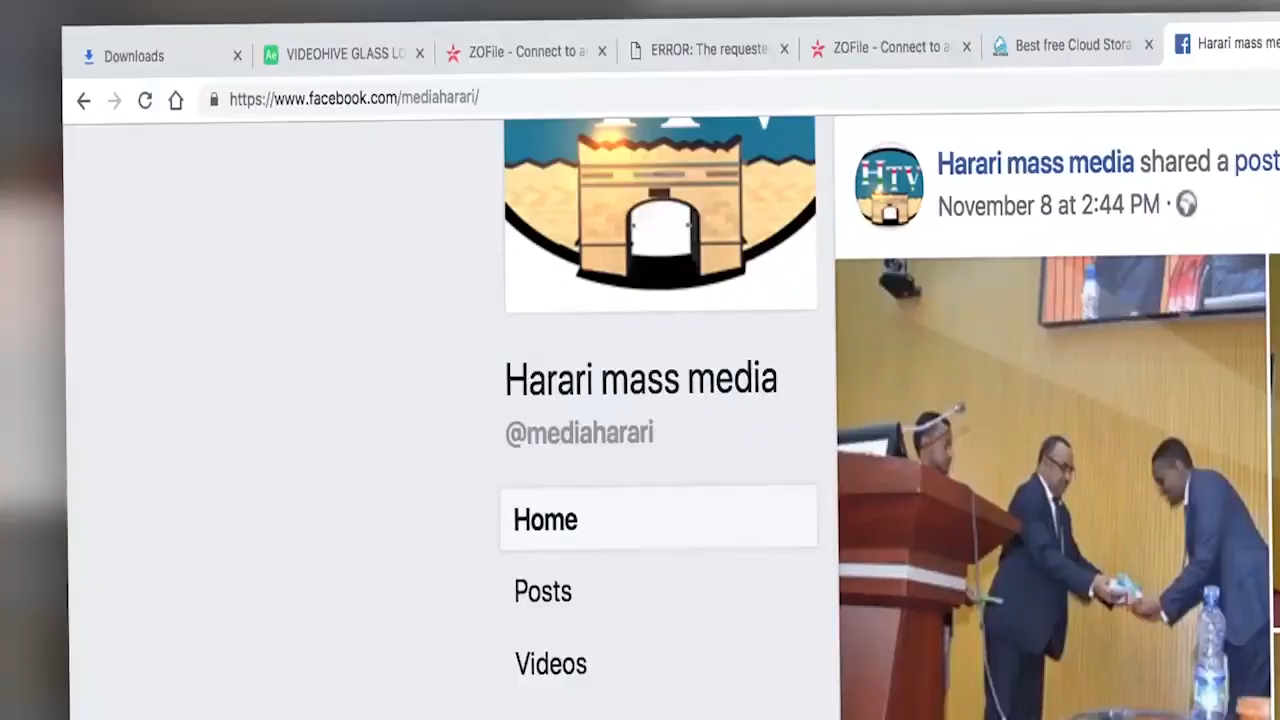 Downloads
VIDEOHIVE GLASS LO
ZOFile - Connect to a
ERROR: The requeste
ZOFile - Connect to a
Best free Cloud Stora
Harari mass me
https://www.facebook.com/mediaharari/
HTV
Harari mass media shared a post
November 8 at 2:44 PM ·
Harari mass media
@mediaharari
Home
Posts
Videos